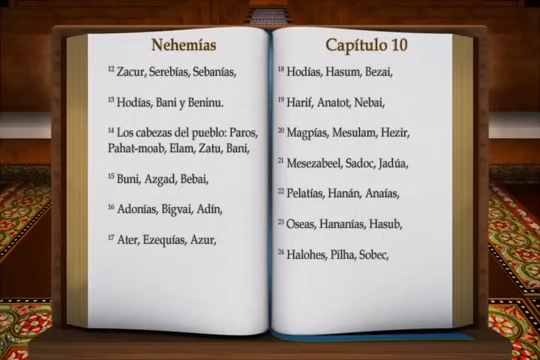 Nehemías
12 Zacur, Serebías, Sebanías,
13 Hodías, Bani y Beninu.
14 Los cabezas del pueblo: Paros,
Pahat-moab, Elam, Zatu, Bani,
15 Buni, Azgad, Bebai,
16 Adonías, Bigvai, Adín,
17 Ater, Ezequías, Azur,
Capítulo 10
18 Hodías, Hasum, Bezai,
19 Harif, Anatot, Nebai,
20 Magpías, Mesulam, Hezir,
21 Mesezabeel, Sadoc, Jadúa,
22 Pelatías, Hanán, Anaías,
23 Oseas, Hananías, Hasub,
24 Halohes, Pilha, Sobec,